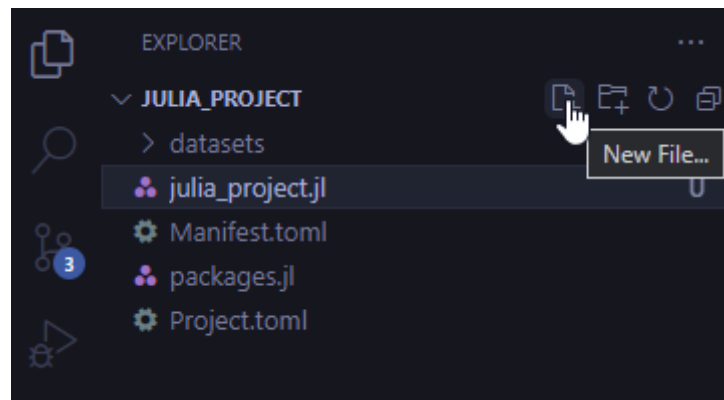 EXPLORER
JULIA_PROJECT
datasets
New File...
julia_project.jl
U
Manifest.toml
3
packages.jl
Project.toml